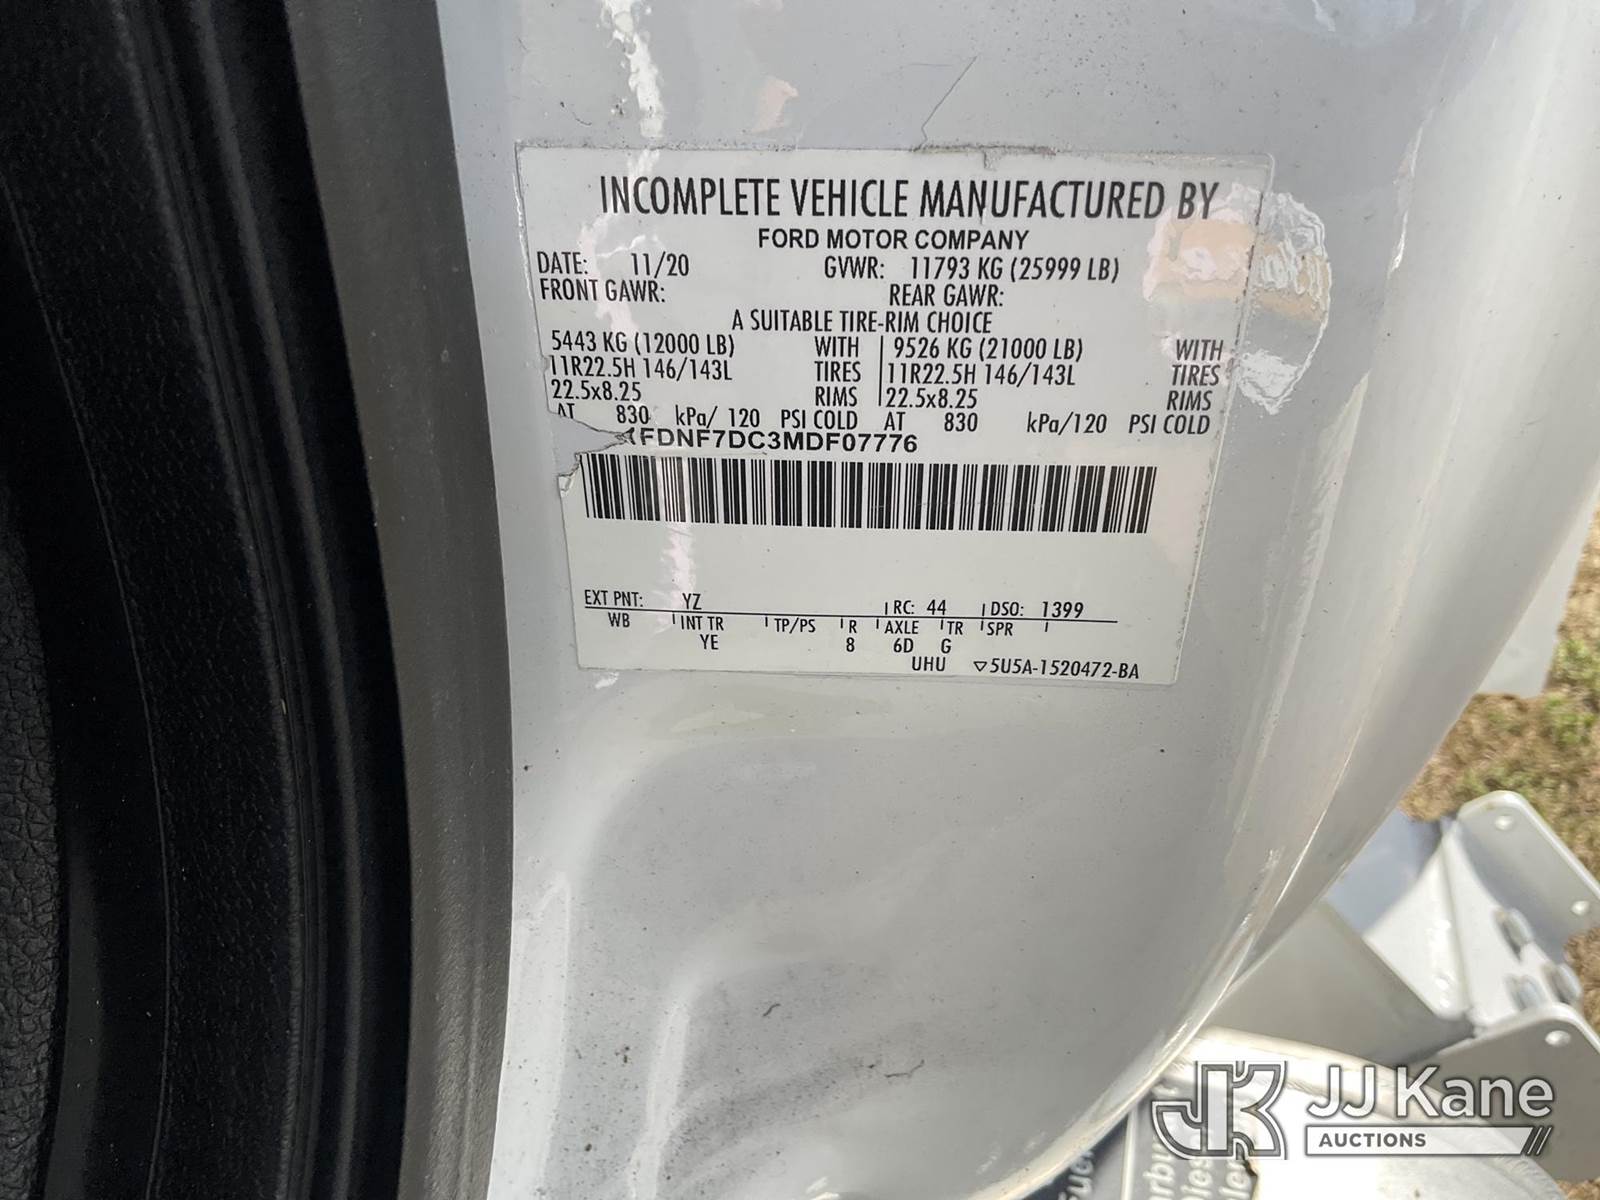 INCOMPLETE VEHICLE MANUFACTURED BY
FORD MOTOR COMPANY
DATE: 11/20 GVWR: 11793 KG (25999 LB)
FRONT GAWR: REAR GAWR:
A SUITABLE TIRE-RIM CHOICE
5443 KG (12000 LB) WITH 9526 KG (21000 LB) WITH
11R22.5H 146/143L TIRES 11R22.5H 146/143L TIRES
22.5x8.25 RIMS 22.5x8.25 RIMS
AT 830 kPa/ 120 PSI COLD AT 830 kPa/120 PSI COLD
FDNF7DC3MDF07776
EXT PNT: YZ RC: 44 DSO: 1399
WB INT TR TP/PS R AXLE TR SPR
YE 8 6D G
UHU ▽5U5A-1520472-BA
JK JJ Kane
AUCTIONS